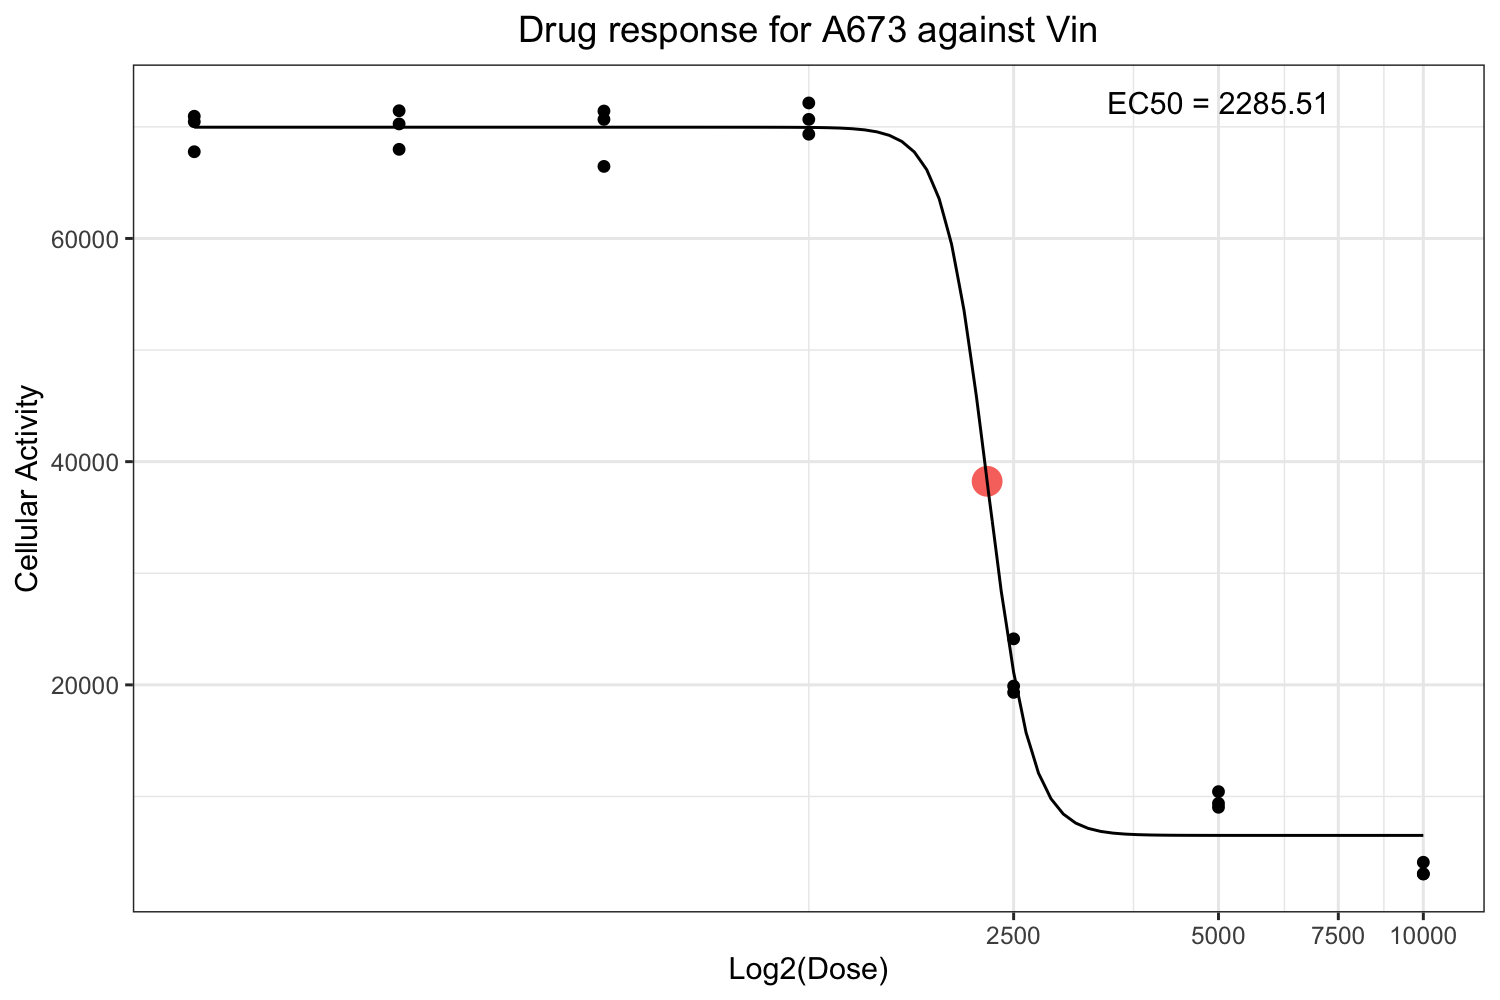 Drug response for A673 against Vin
EC50 = 2285.51
60000
40000
20000
Cellular Activity
2500 5000 7500 10000
Log2(Dose)